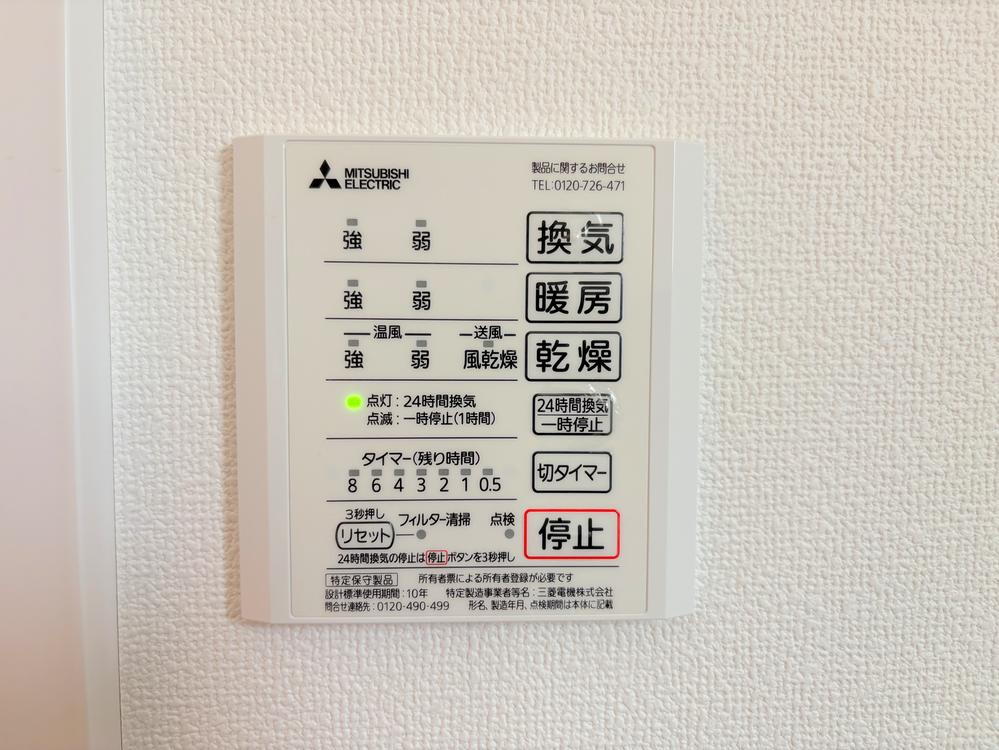 MITSUBISHI
ELECTRIC
製品に関するお問合せ
TEL:0120-726-471
強 弱 換気
強 弱 暖房
温風 送風
強 弱 風乾燥 乾燥
点灯:24時間換気
点滅:一時停止(1時間)
24時間換気
一時停止
タイマー(残り時間)
8 6 4 3 2 1 0.5
切タイマー
3秒押し
リセット フィルター清掃 点検
停止
24時間換気の停止は停止ボタンを3秒押し
特定保守製品 所有者票による所有者登録が必要です
設計標準使用期間:10年 特定製造事業者等名:三菱電機株式会社
問合せ連絡先:0120-490-499 形名、製造年月、点検期間は本体に記載